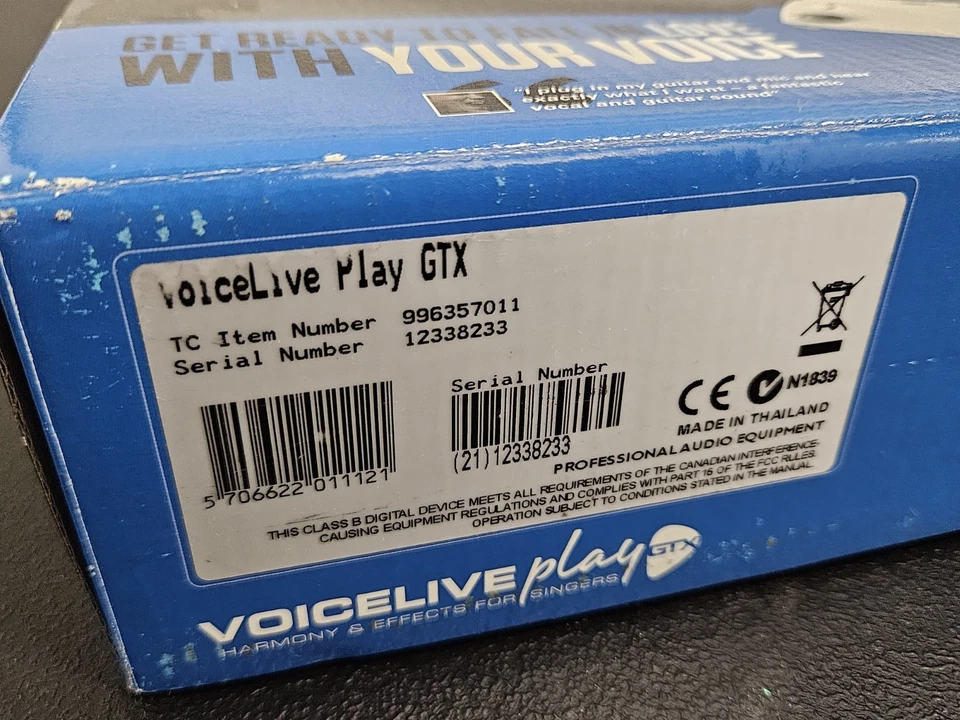 GET READY TO FALL IN LOVE
WITH YOUR VOICE
"I plug in my guitar and mic and hear
exactly what I want – a fantastic
vocal and guitar sound"
VoiceLive Play GTX
TC Item Number 996357011
Serial Number 12338233
5 706622 011121
Serial Number
(21)12338233
CE N1839
MADE IN THAILAND
PROFESSIONAL AUDIO EQUIPMENT
THIS CLASS B DIGITAL DEVICE MEETS ALL REQUIREMENTS OF THE CANADIAN INTERFERENCE-
CAUSING EQUIPMENT REGULATIONS AND COMPLIES WITH PART 15 OF THE FCC RULES.
OPERATION SUBJECT TO CONDITIONS STATED IN THE MANUAL.
VOICELIVE play GTX
HARMONY & EFFECTS FOR SINGERS